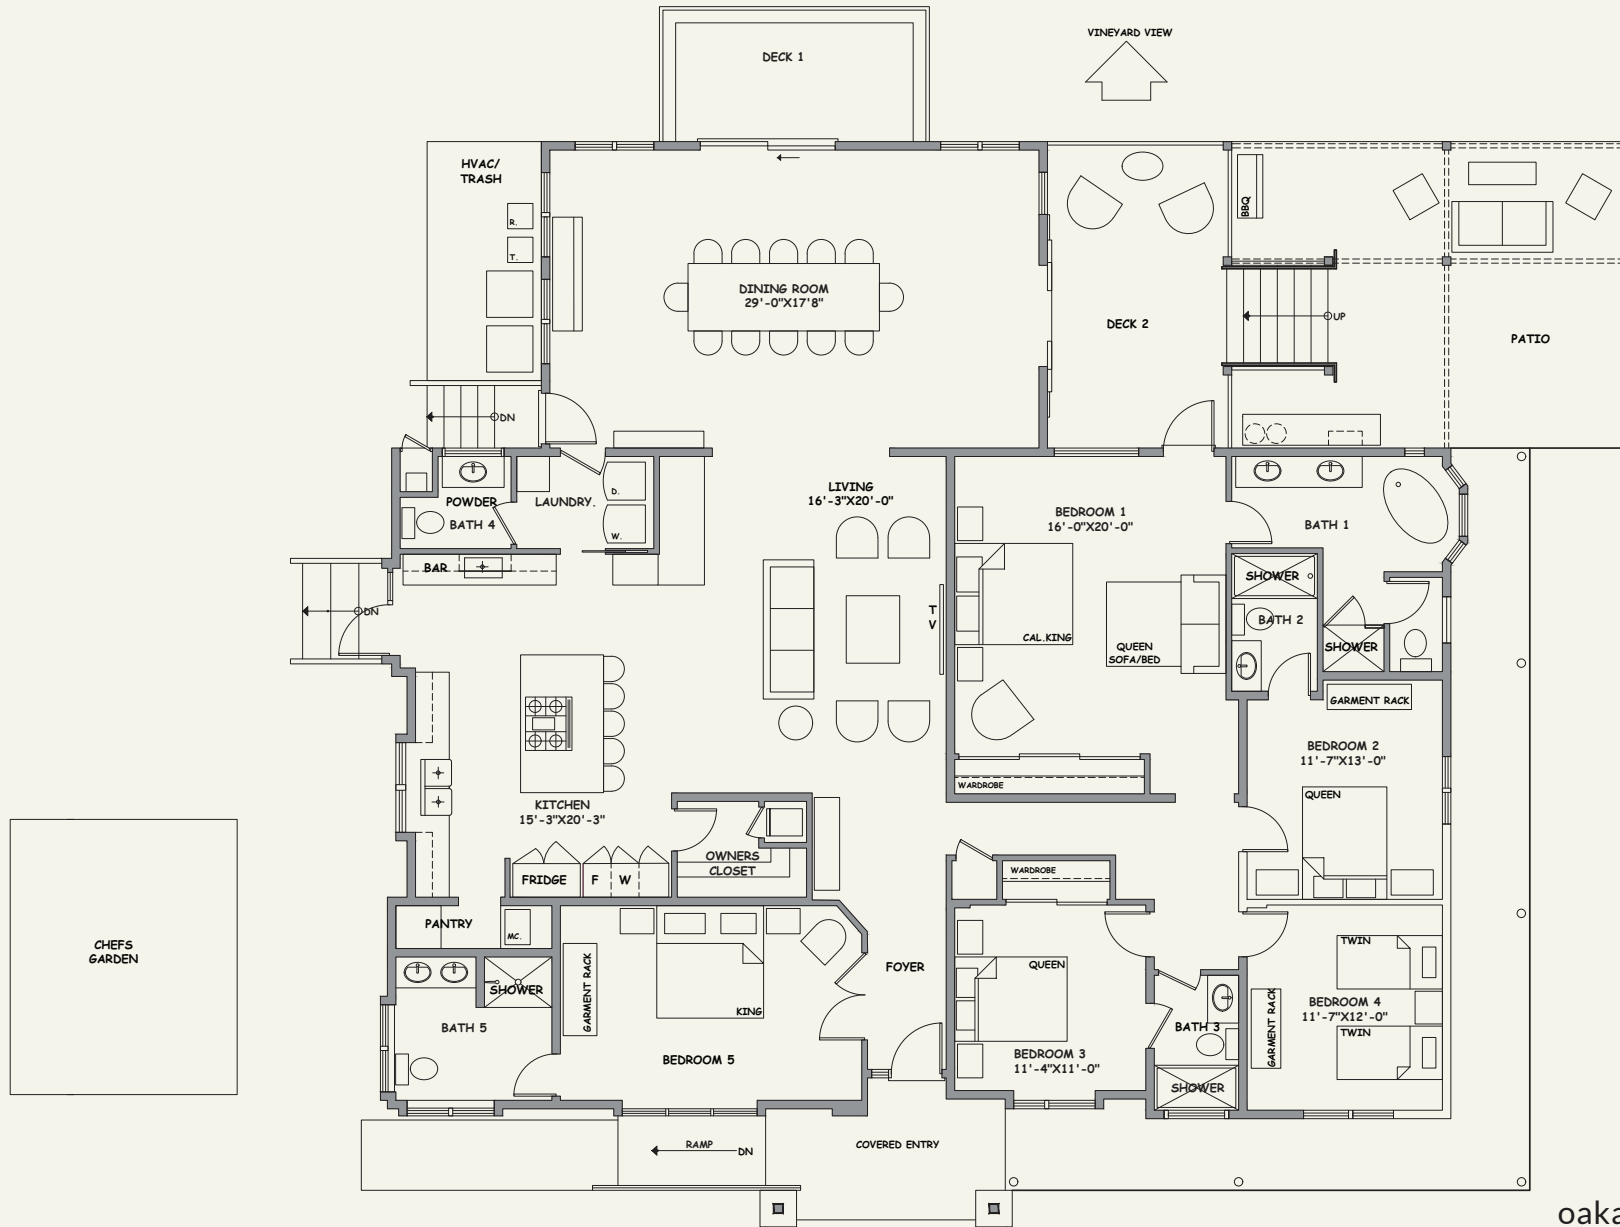 DECK 1
VINEYARD VIEW
HVAC/
TRASH
R.
T.
BBQ
DINING ROOM
29'-0"X17'8"
DECK 2
UP
PATIO
DN
POWDER
BATH 4
LAUNDRY.
D.
W.
LIVING
16'-3"X20'-0"
BEDROOM 1
16'-0"X20'-0"
BATH 1
BAR
DN
T
V
CAL.KING
QUEEN
SOFA/BED
SHOWER
BATH 2
SHOWER
GARMENT RACK
BEDROOM 2
11'-7"X13'-0"
QUEEN
WARDROBE
KITCHEN
15'-3"X20'-3"
OWNERS
CLOSET
FRIDGE
F
W
WARDROBE
PANTRY
MC.
CHEFS
GARDEN
SHOWER
GARMENT RACK
KING
FOYER
QUEEN
TWIN
BATH 5
BEDROOM 5
BEDROOM 3
11'-4"X11'-0"
BATH 3
GARMENT RACK
BEDROOM 4
11'-7"X12'-0"
TWIN
SHOWER
RAMP
DN
COVERED ENTRY
oaka